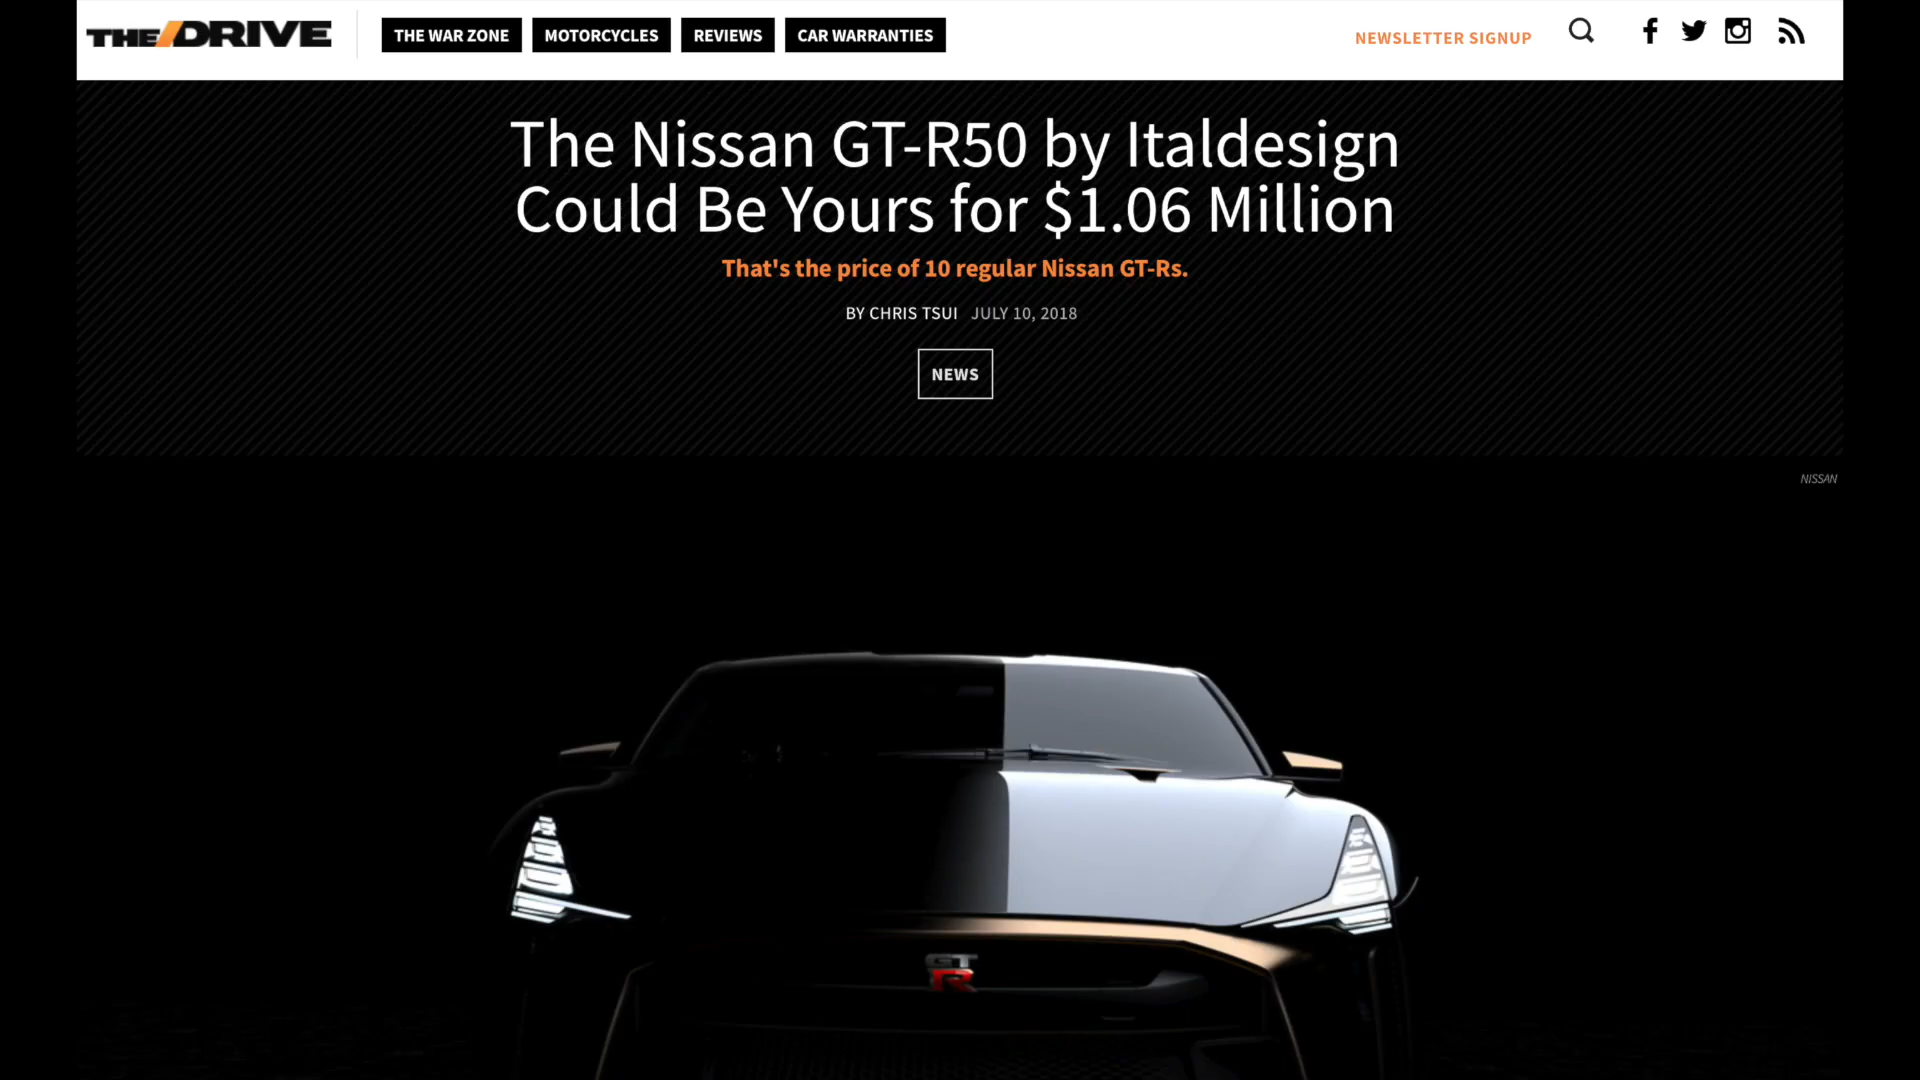 THE DRIVE
THE WAR ZONE
MOTORCYCLES
REVIEWS
CAR WARRANTIES
NEWSLETTER SIGNUP
The Nissan GT-R50 by Italdesign
Could Be Yours for $1.06 Million
That's the price of 10 regular Nissan GT-Rs.
BY CHRIS TSUI JULY 10, 2018
NEWS
NISSAN
GT
R